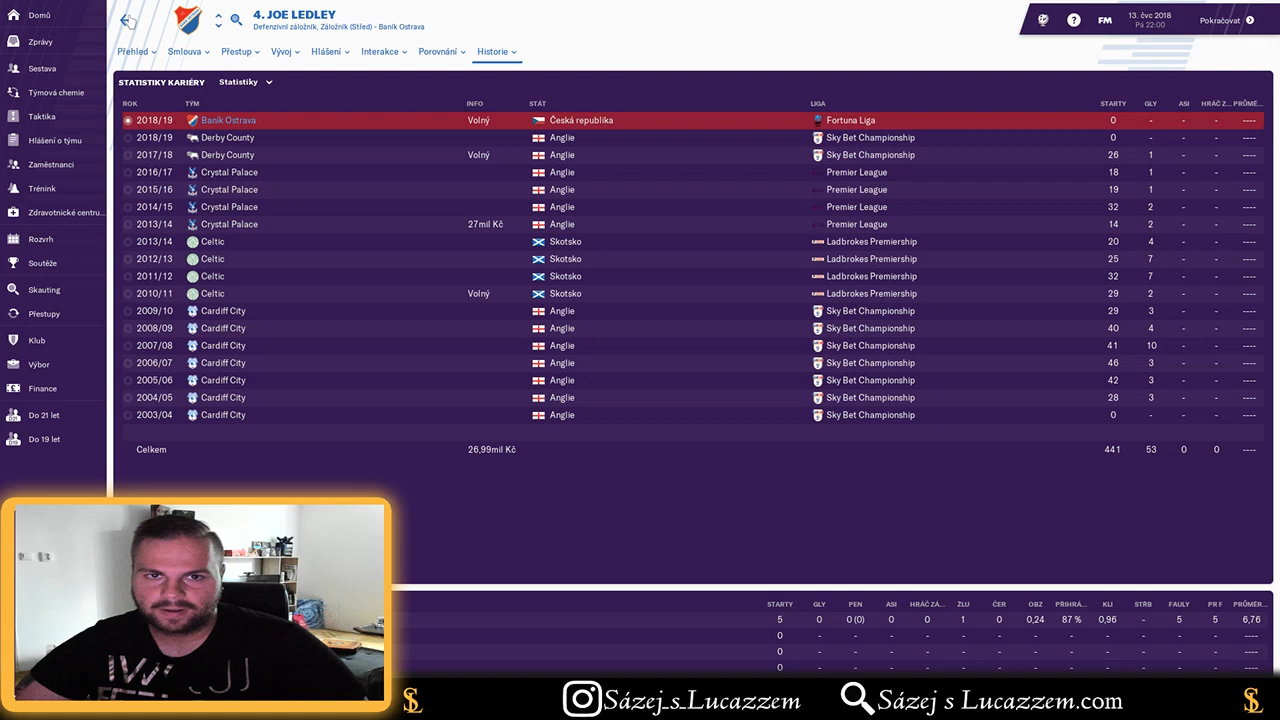 Domů
Zprávy
Sestava
Týmová chemie
Taktika
Hlášení o týmu
Zaměstnanci
Trénink
Zdravotnické centru...
Rozvrh
Soutěže
Skauting
Přestupy
Klub
Výbor
Finance
Do 21 let
Do 19 let
4. JOE LEDLEY
Defenzivní záložník, Záložník (Střed) - Baník Ostrava
? FM 13. čvc 2018 Pá 22:00 Pokračovat
Přehled Smlouva Přestup Vývoj Hlášení Interakce Porovnání Historie
STATISTIKY KARIÉRY Statistiky
ROK TÝM INFO STÁT LIGA STARTY GLY ASI HRÁČ Z... PRŮMĚ...
2018/19 Baník Ostrava Volný Česká republika Fortuna Liga 0 - - - ----
2018/19 Derby County Anglie Sky Bet Championship 0 - - - ----
2017/18 Derby County Volný Anglie Sky Bet Championship 26 1 - - ----
2016/17 Crystal Palace Anglie Premier League 18 1 - - ----
2015/16 Crystal Palace Anglie Premier League 19 1 - - ----
2014/15 Crystal Palace Anglie Premier League 32 2 - - ----
2013/14 Crystal Palace 27mil Kč Anglie Premier League 14 2 - - ----
2013/14 Celtic Skotsko Ladbrokes Premiership 20 4 - - ----
2012/13 Celtic Skotsko Ladbrokes Premiership 25 7 - - ----
2011/12 Celtic Skotsko Ladbrokes Premiership 32 7 - - ----
2010/11 Celtic Volný Skotsko Ladbrokes Premiership 29 2 - - ----
2009/10 Cardiff City Anglie Sky Bet Championship 29 3 - - ----
2008/09 Cardiff City Anglie Sky Bet Championship 40 4 - - ----
2007/08 Cardiff City Anglie Sky Bet Championship 41 10 - - ----
2006/07 Cardiff City Anglie Sky Bet Championship 46 3 - - ----
2005/06 Cardiff City Anglie Sky Bet Championship 42 3 - - ----
2004/05 Cardiff City Anglie Sky Bet Championship 28 3 - - ----
2003/04 Cardiff City Anglie Sky Bet Championship 0 - - - ----
Celkem 26,99mil Kč 441 53 0 0 ----
STARTY GLY PEN ASI HRÁČ ZÁ... ŽLU ČER OBZ PŘIHRÁ... KLI STŘB FAULY PR F PRŮMĚR...
5 0 0 (0) 0 0 1 0 0,24 87 % 0,96 - 5 5 6,76
0 - - - - - - - - - - - - ----
0 - - - - - - - - - - - - ----
0 - - - - - - - - - - - - ----
Sázej_s_Lucazzem Sázej s Lucazzem.com